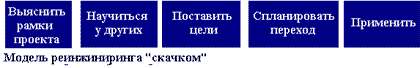 Выяснить
рамки
проекта
Научиться
у других
Поставить
цели
Спланировать
переход
Применить
Модель реинжиниринга "скачком"